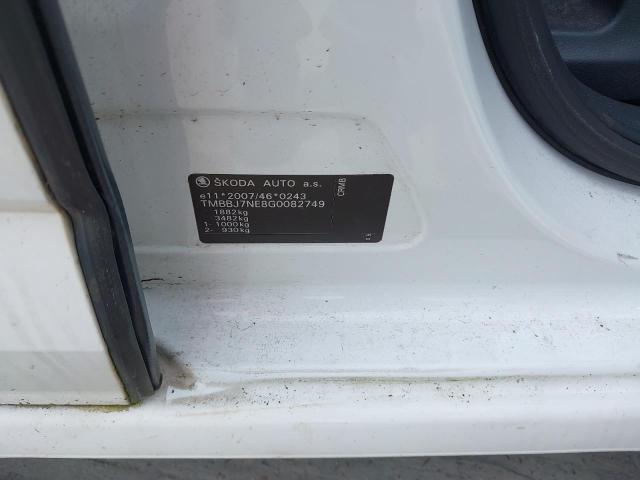 ŠKODA AUTO a.s.
e11*2007/46*0243
TMBBJ7NE8G0082749
1882kg
3482kg
1- 1000kg
2- 930kg
CRMB